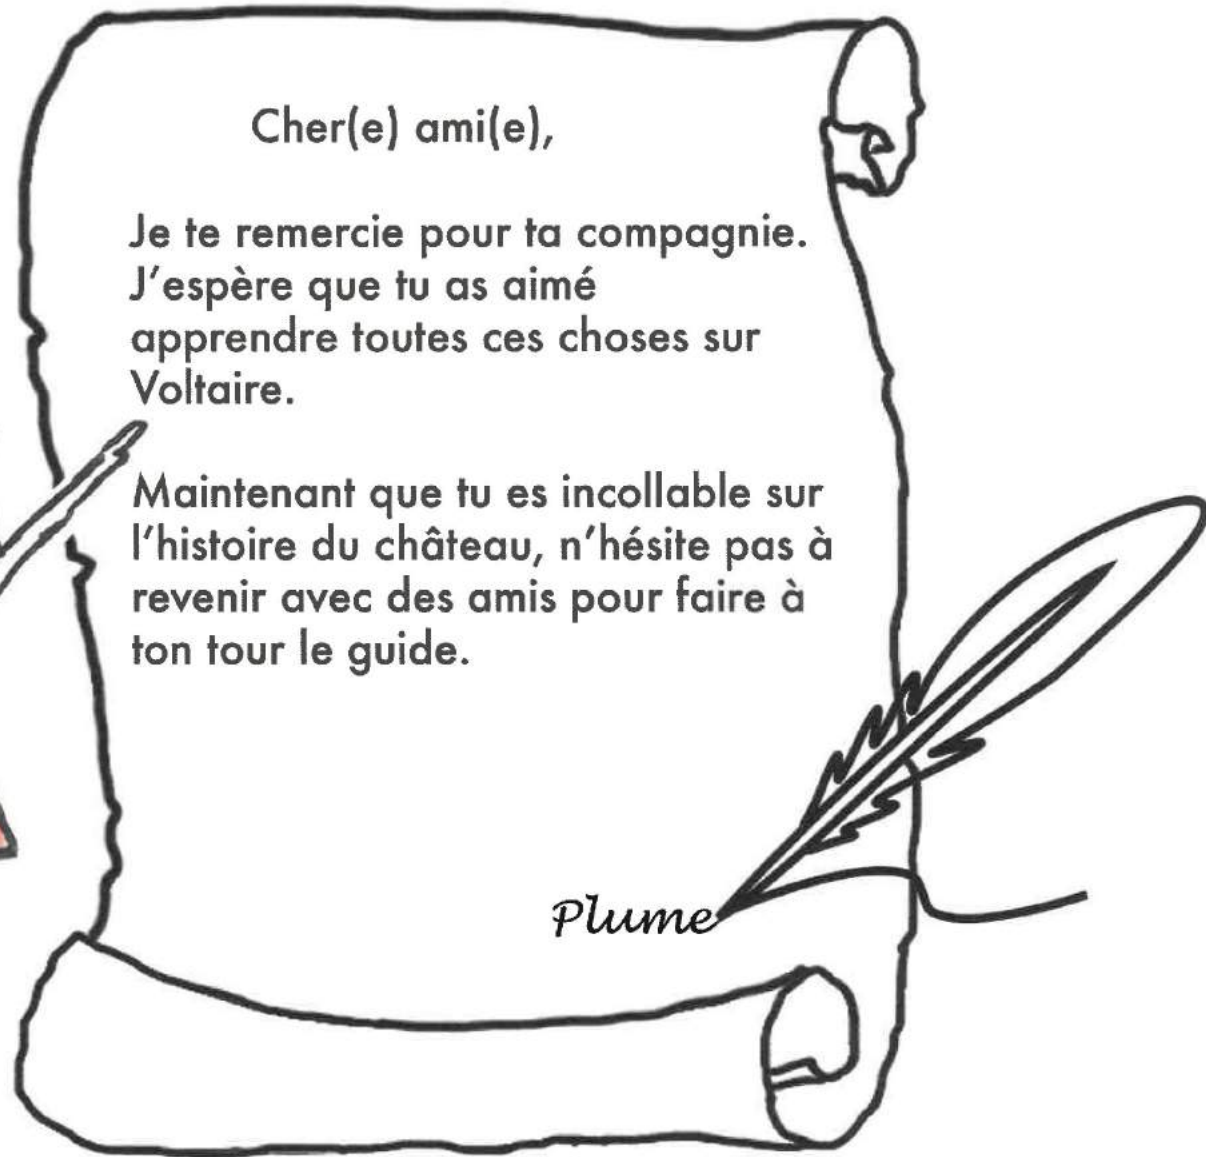 Cher(e) ami(e),
Je te remercie pour ta compagnie.
J'espère que tu as aimé
apprendre toutes ces choses sur
Voltaire.
Maintenant que tu es incollable sur
l'histoire du château, n'hésite pas à
revenir avec des amis pour faire à
ton tour le guide.
Plume